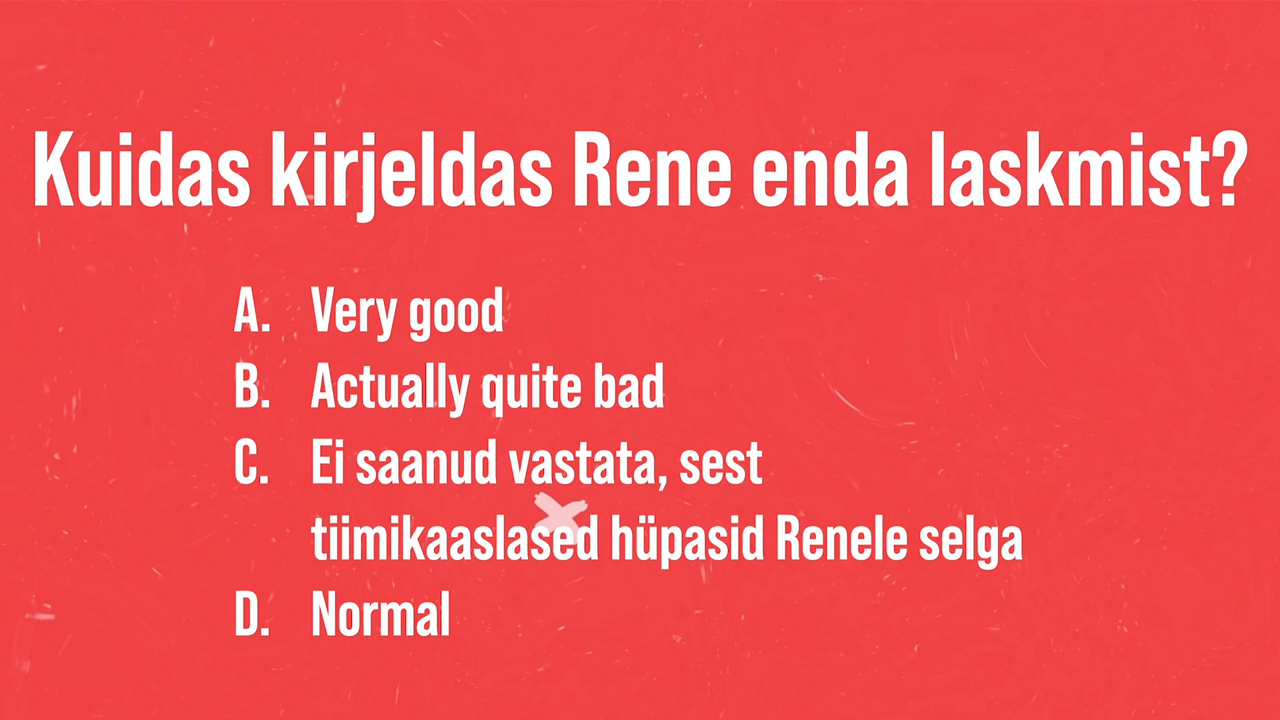 Kuidas kirjeldas Rene enda laskmist?
A. Very good
B. Actually quite bad
C. Ei saanud vastata, sest
tiimikaaslased hüpasid Renele selga
D. Normal